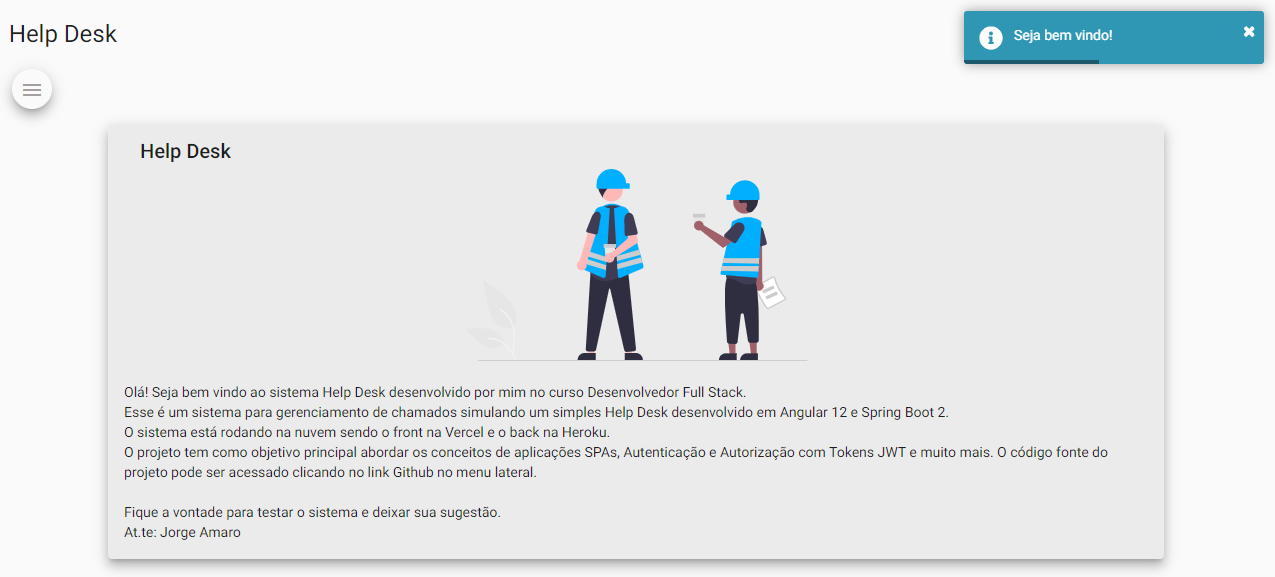 Help Desk
Seja bem vindo!
Help Desk
Olá! Seja bem vindo ao sistema Help Desk desenvolvido por mim no curso Desenvolvedor Full Stack.
Esse é um sistema para gerenciamento de chamados simulando um simples Help Desk desenvolvido em Angular 12 e Spring Boot 2.
O sistema está rodando na nuvem sendo o front na Vercel e o back na Heroku.
O projeto tem como objetivo principal abordar os conceitos de aplicações SPAs, Autenticação e Autorização com Tokens JWT e muito mais. O código fonte do
projeto pode ser acessado clicando no link Github no menu lateral.
Fique a vontade para testar o sistema e deixar sua sugestão.
At.te: Jorge Amaro